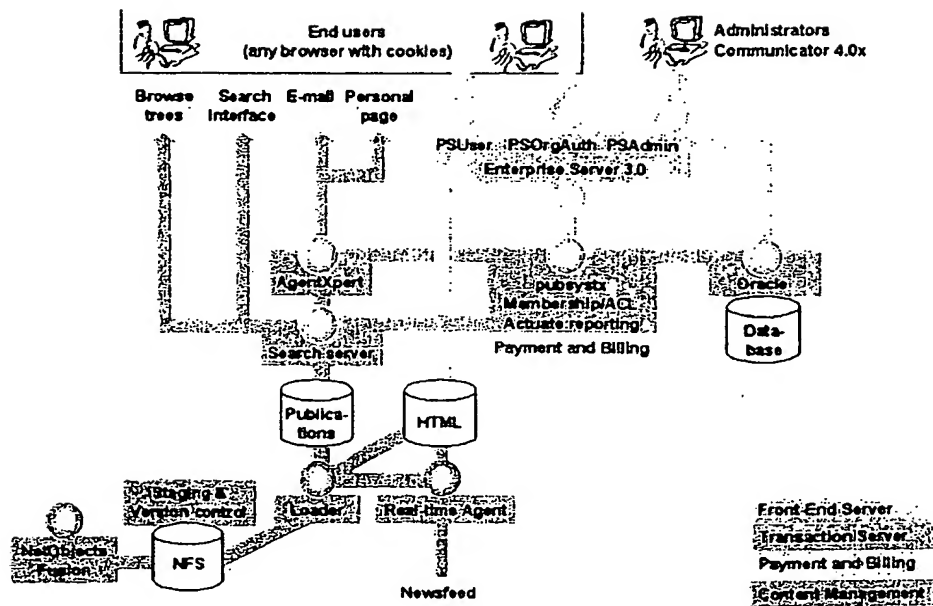 End users
(any browser with cookies)
Administrators
Communicator 4.0x
Browse trees
Search Interface
E-mail
Personal page
PSUser PSOrgAuth PSAdmin
Enterprise Server 3.0
AgentXpert
pubsystx
Membership/ACL
Actuate reporting
Payment and Billing
Oracle
Data-
base
Search server
Publica-
tions
HTML
Staging &
Version control
Loader
Real-time Agent
NetObjects
Fusion
NFS
Newsfeed
Front-End Server
Transaction Server
Payment and Billing
Content Management